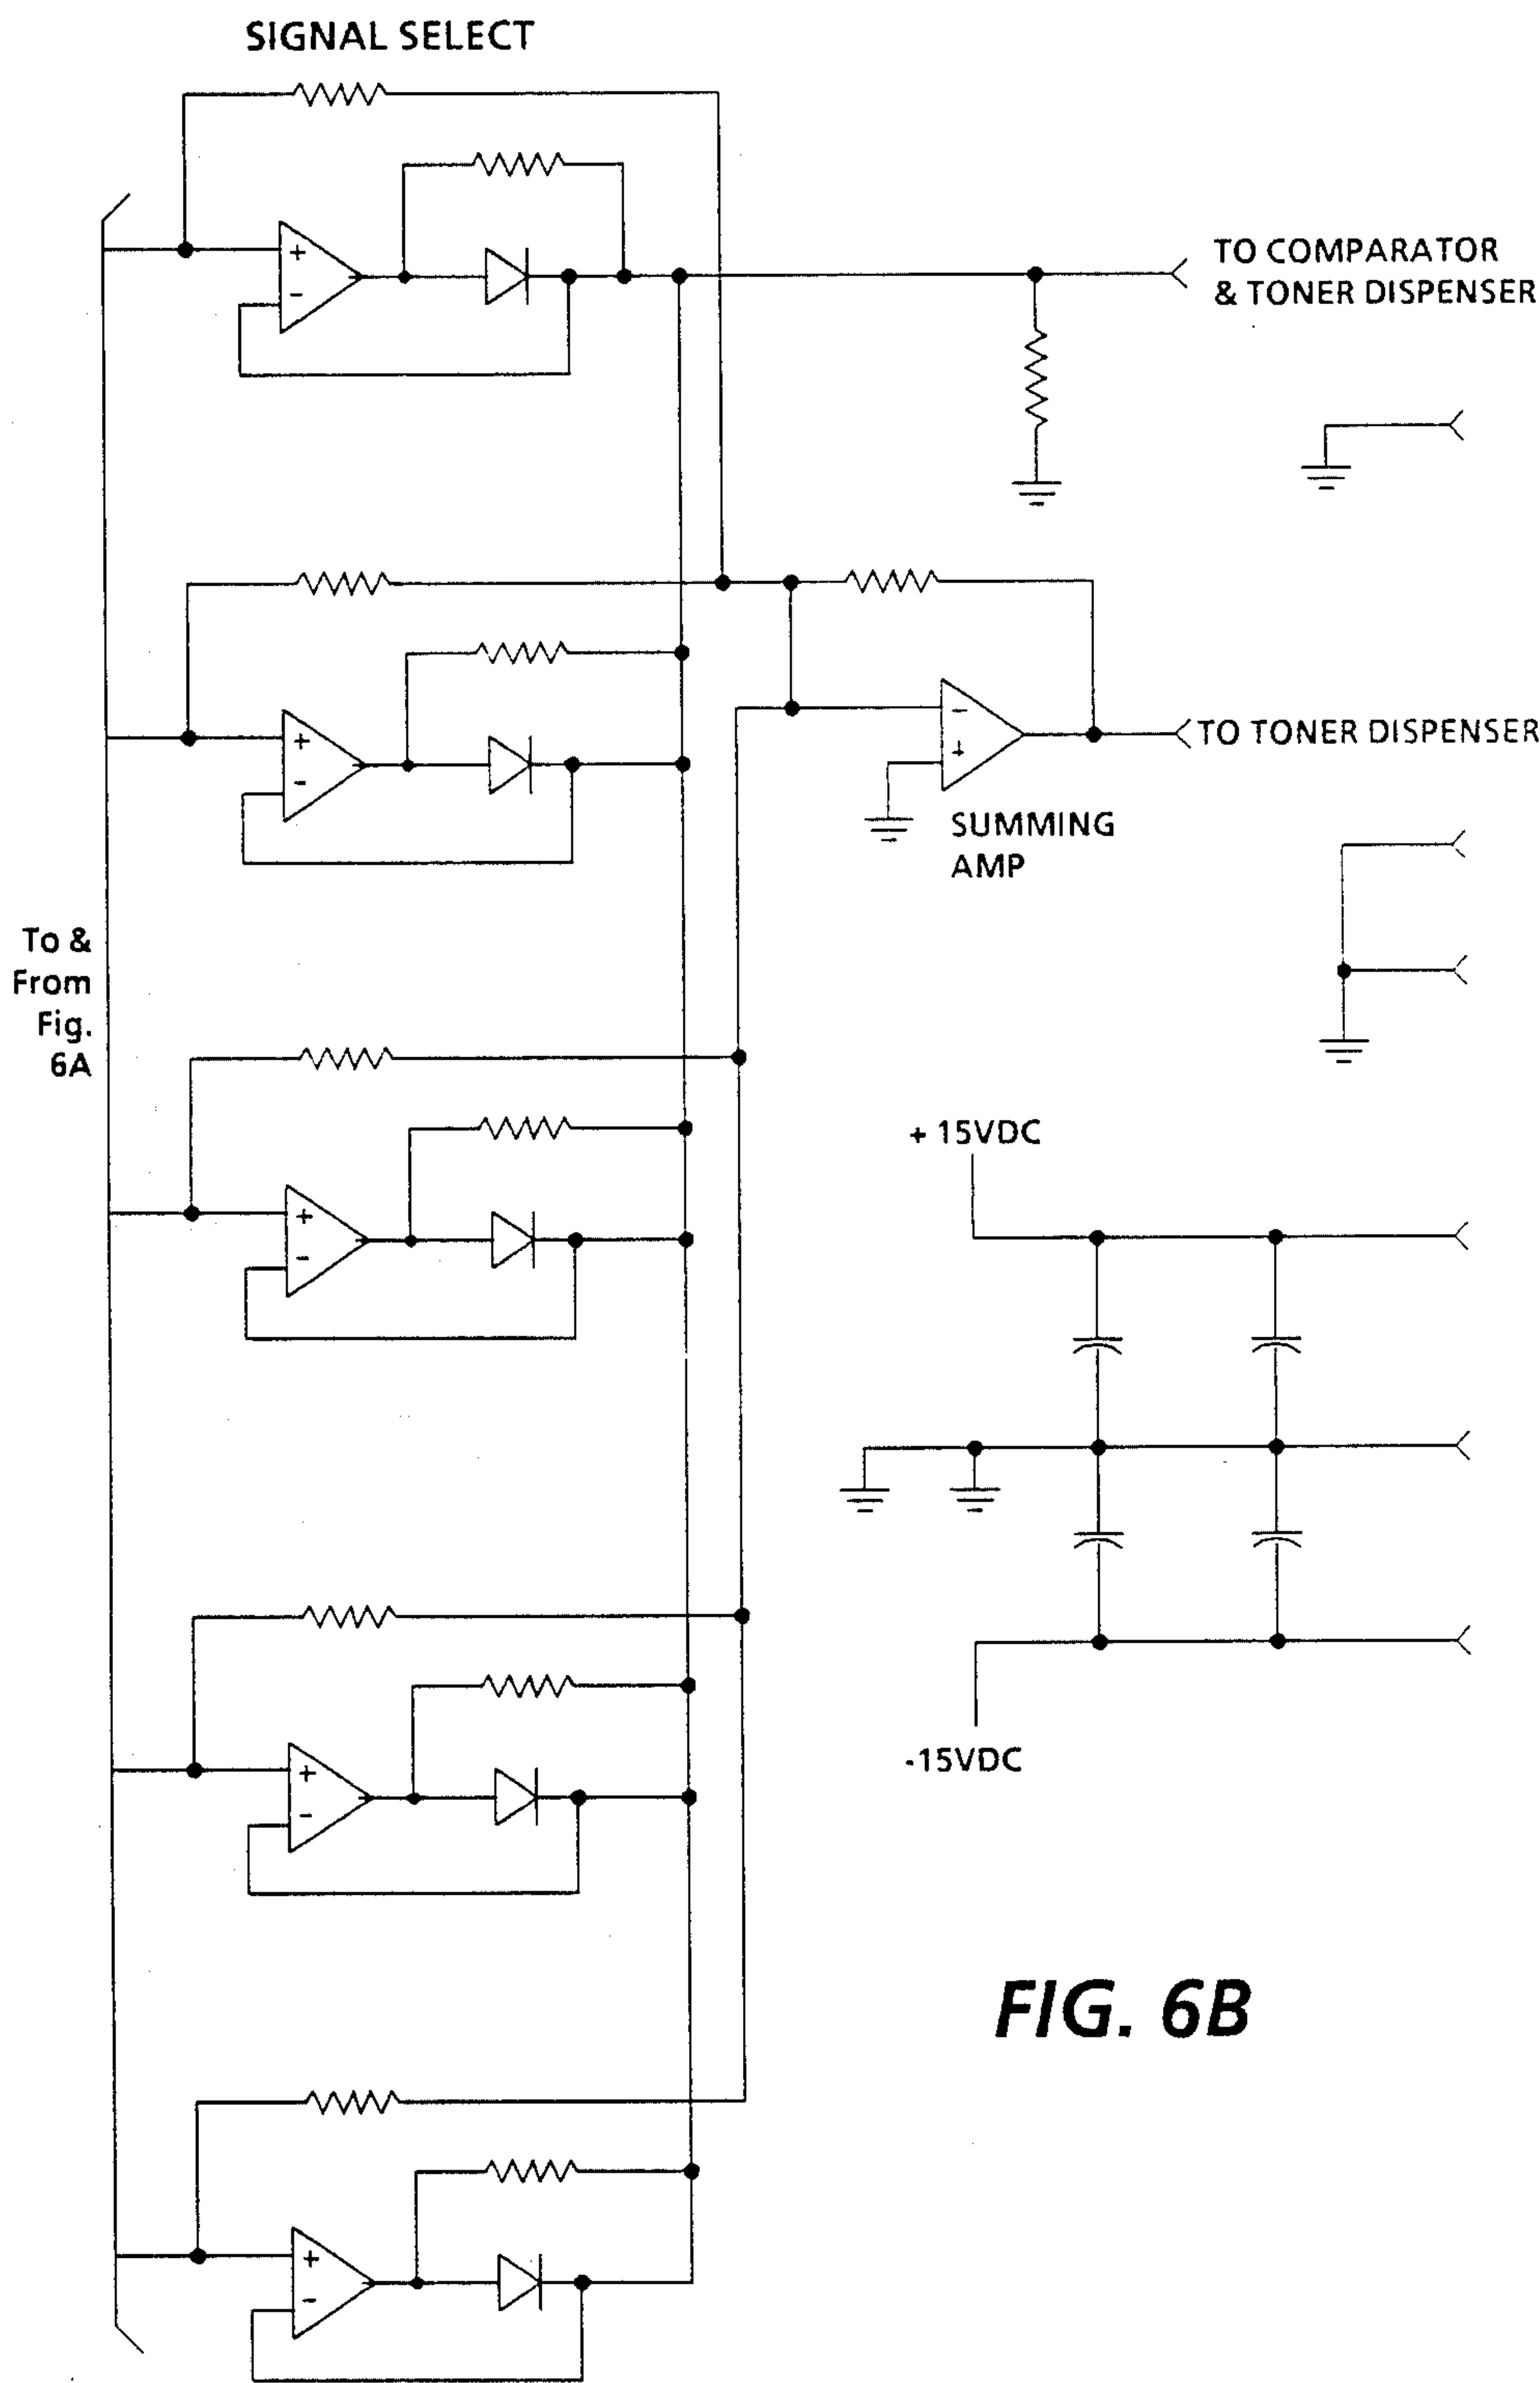 SIGNAL SELECT
+
-
TO COMPARATOR
& TONER DISPENSER
+
-
-
+
TO TONER DISPENSER
SUMMING
AMP
To &
From
Fig.
6A
+
-
+ 15VDC
+
-
-15VDC
FIG. 6B
+
-